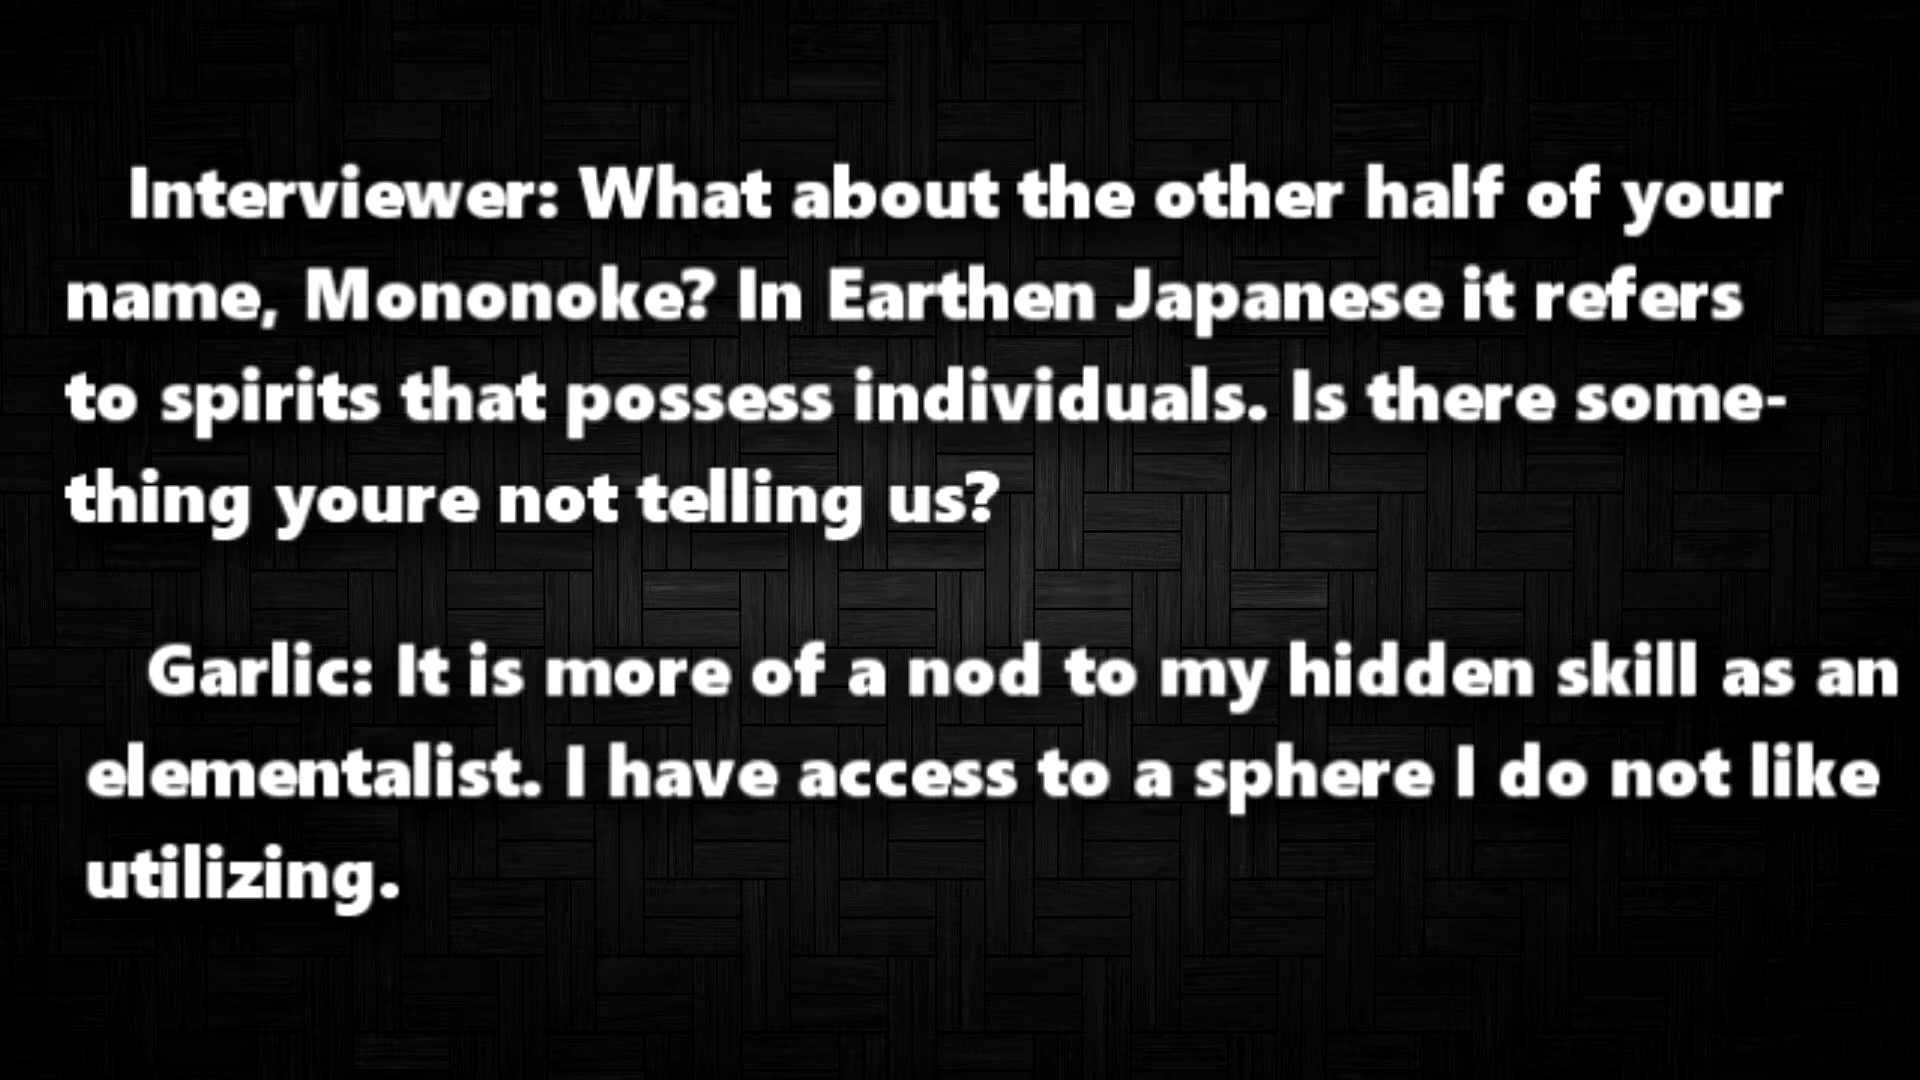 Interviewer: What about the other half of your
name, Mononoke? In Earthen Japanese it refers
to spirits that possess individuals. Is there some-
thing youre not telling us?
Garlic: It is more of a nod to my hidden skill as an
elementalist. I have access to a sphere I do not like
utilizing.